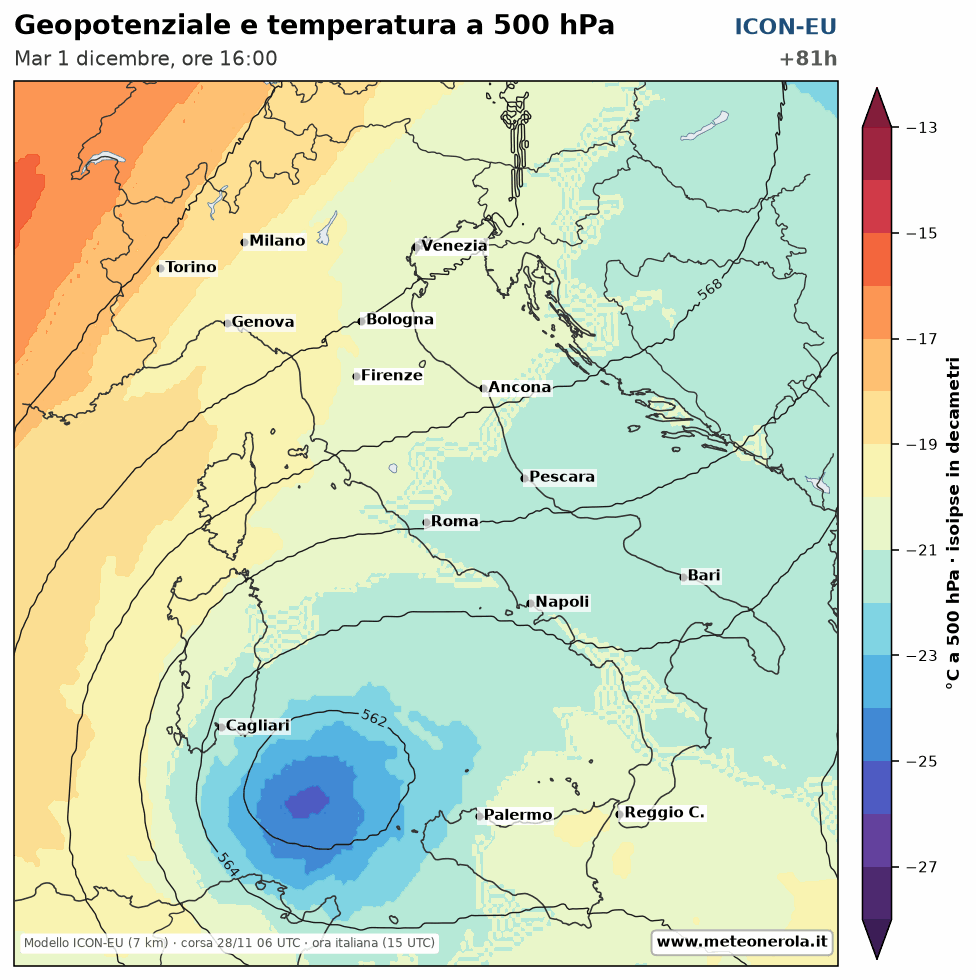 Geopotenziale e temperatura a 500 hPa
ICON-EU
Mar 1 dicembre, ore 16:00
+81h
−13
−15
−17
−19
−21
−23
−25
−27
°C a 500 hPa · isoipse in decametri
Milano
Venezia
Torino
568
Genova
Bologna
Firenze
Ancona
Pescara
Roma
Bari
Napoli
562
Cagliari
Palermo
Reggio C.
564
Modello ICON-EU (7 km) · corsa 28/11 06 UTC · ora italiana (15 UTC)
www.meteonerola.it